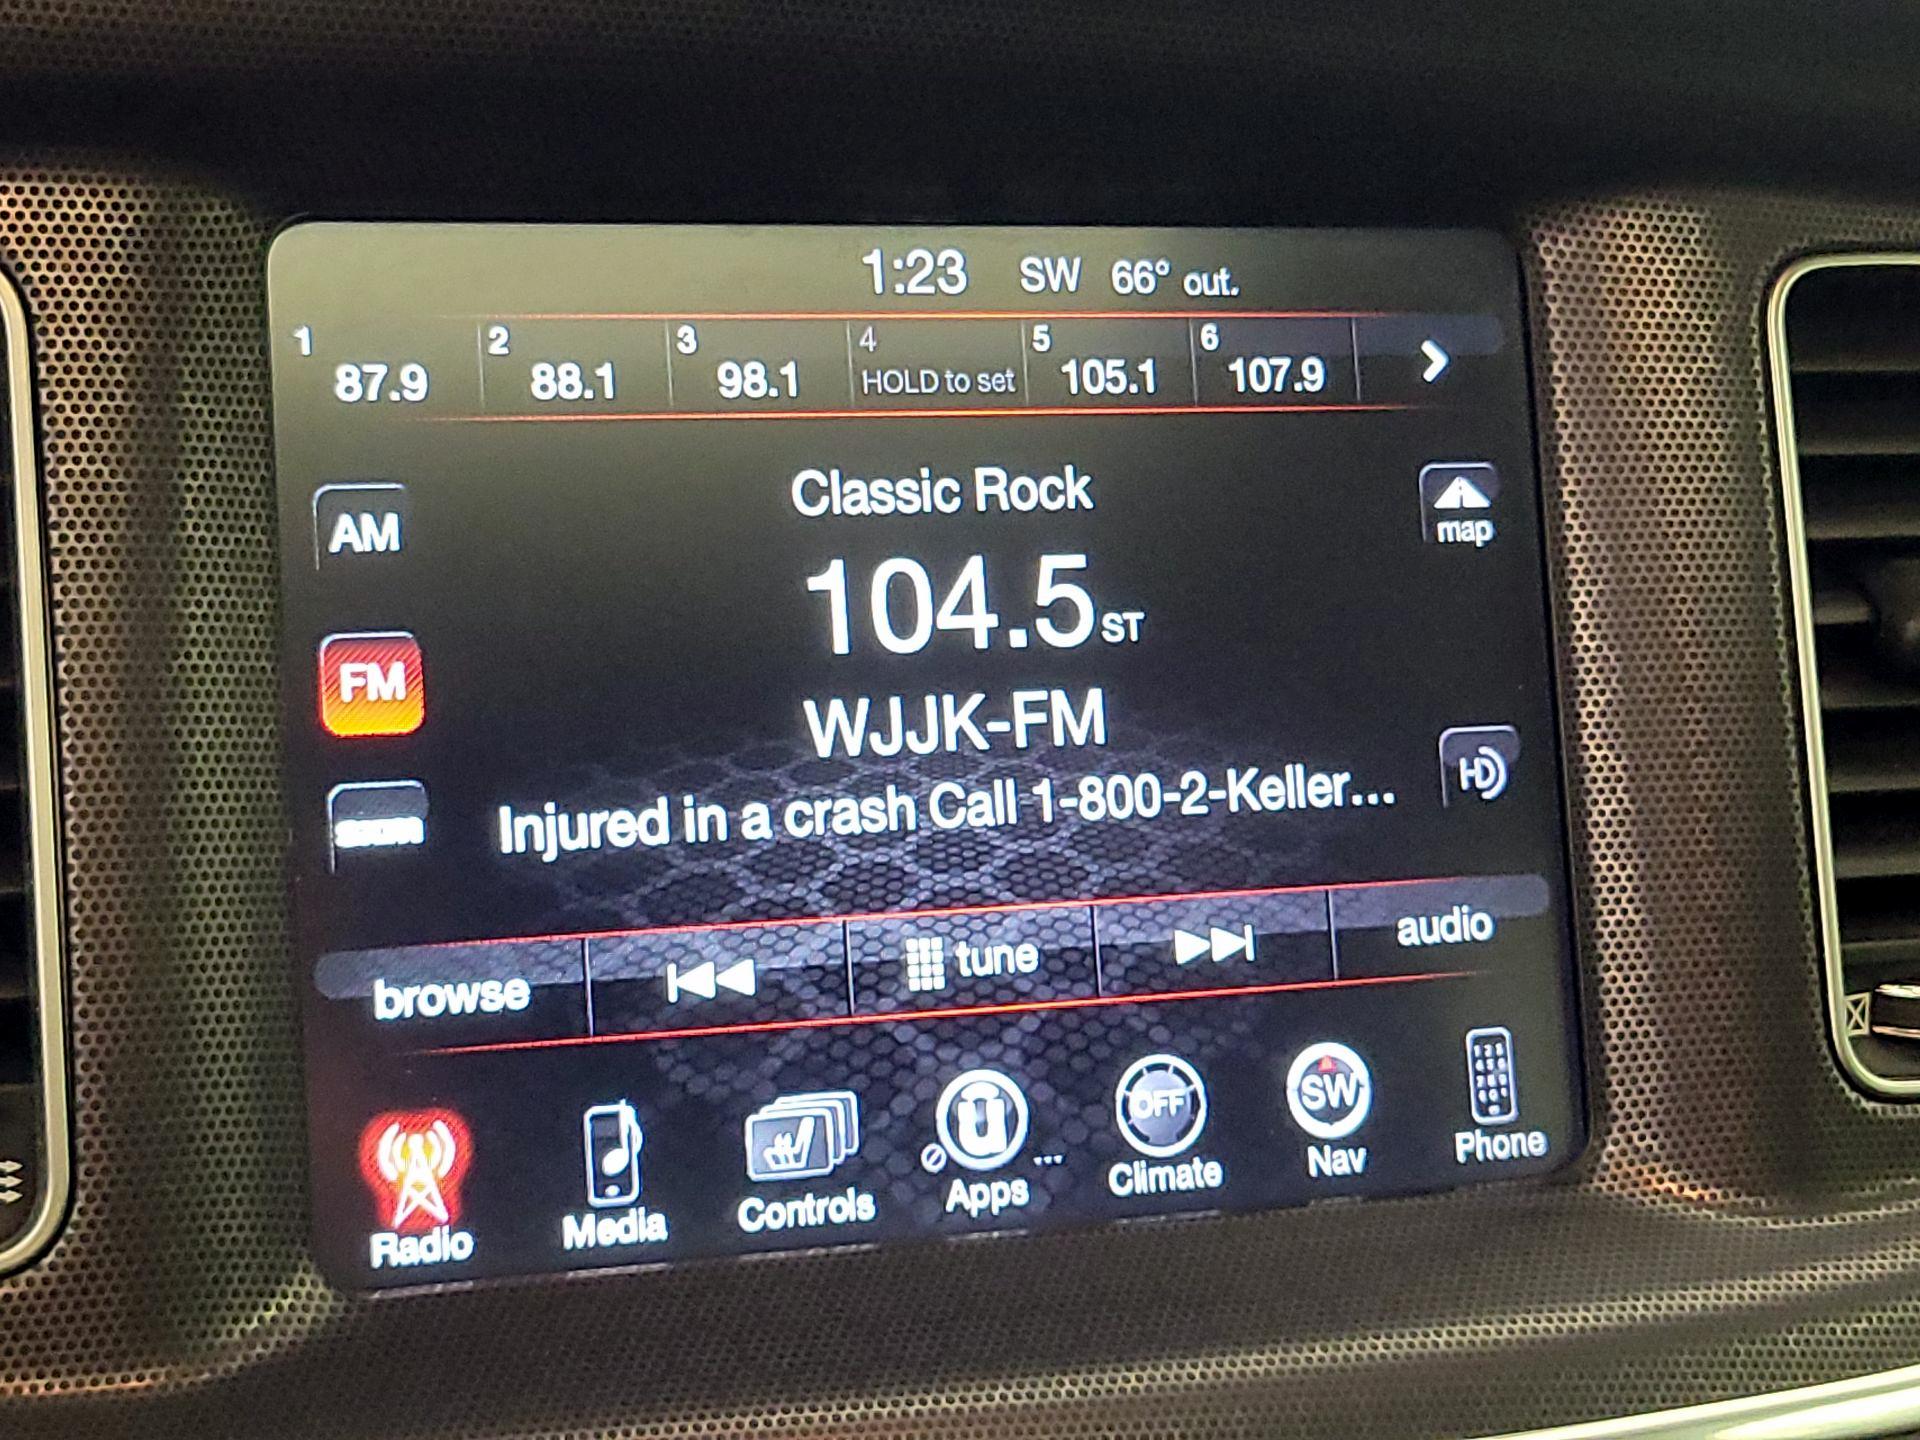 1:23 SW 66° out.
1 2 3 4 5 6
87.9 88.1 98.1 HOLD to set 105.1 107.9
Classic Rock
AM
map
104.5 ST
FM
WJJK-FM
HD
Injured in a crash Call 1-800-2-Keller...
browse tune audio
OFF SW
Radio Media Controls Apps ... Climate Nav Phone